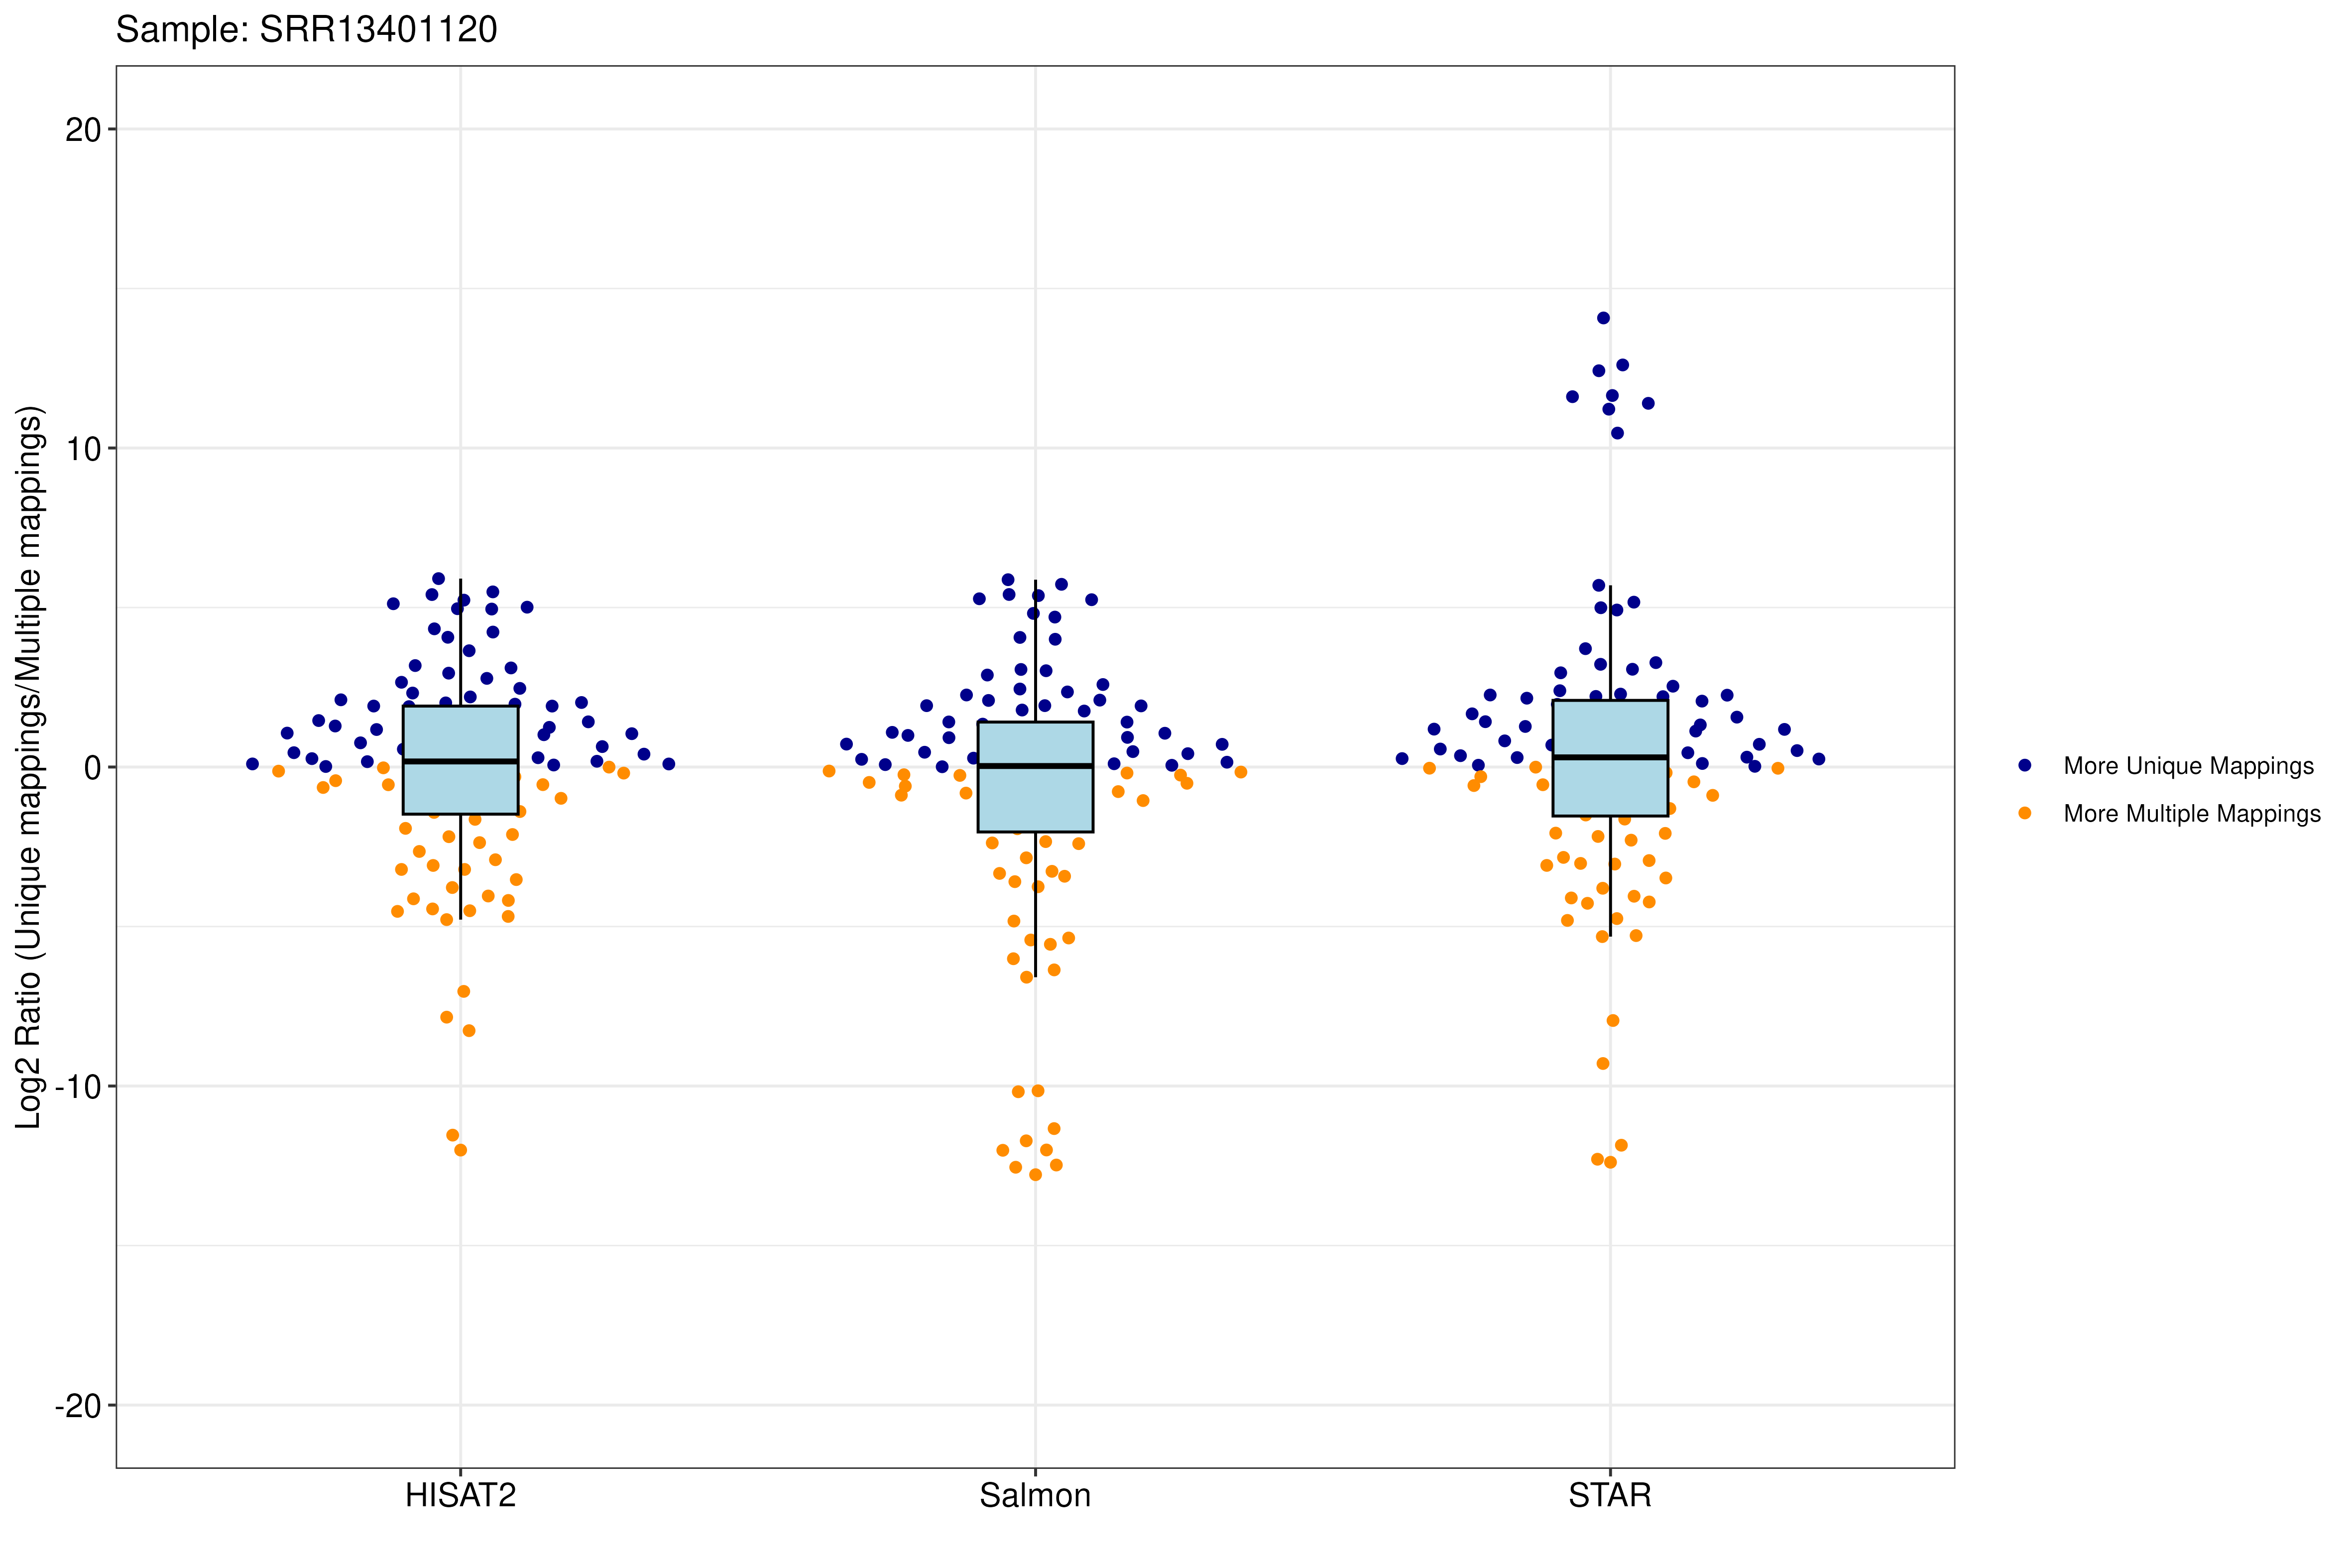 Sample: SRR13401120
Log2 Ratio (Unique mappings/Multiple mappings)
20
10
0
-10
-20
HISAT2
Salmon
STAR
More Unique Mappings
More Multiple Mappings